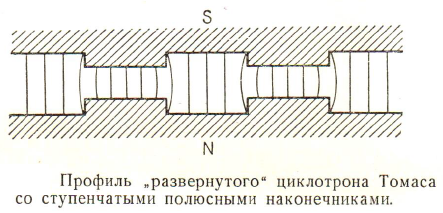 S
N
Профиль „развернутого“ циклотрона Томаса
со ступенчатыми полюсными наконечниками.